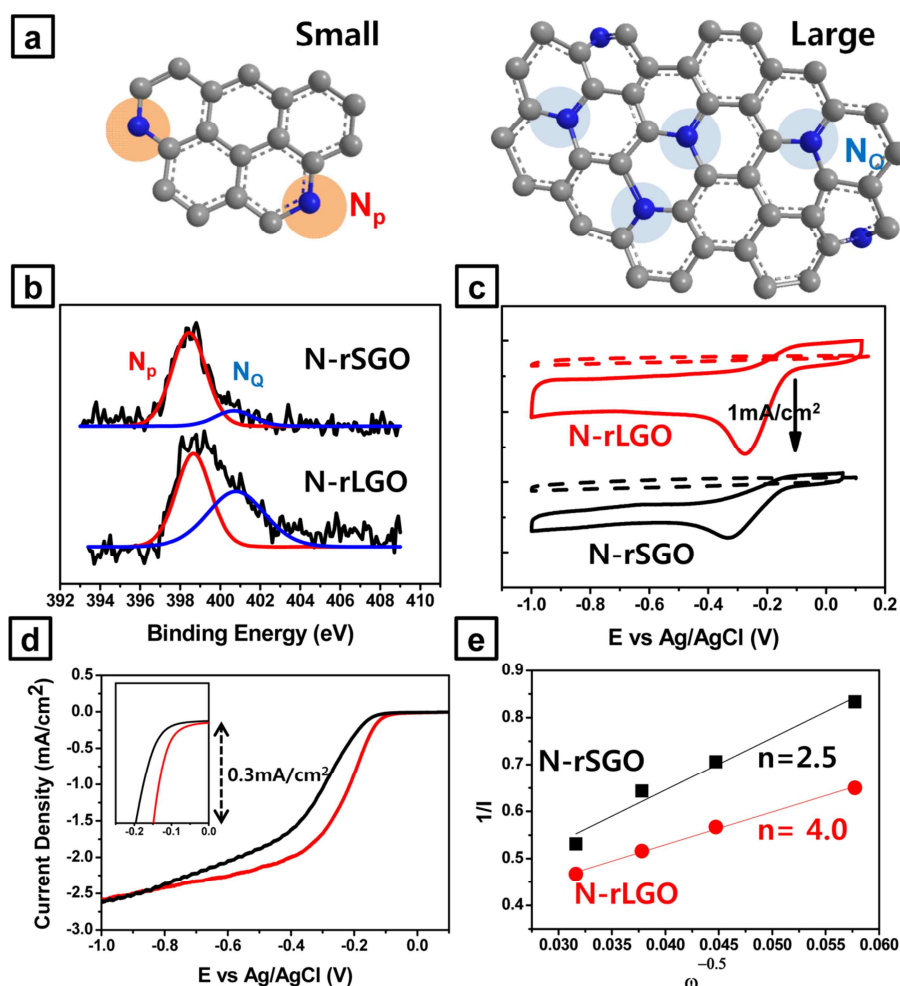 a
Small
Large
Np
NQ
b
c
N-rSGO
Np
NQ
N-rLGO
392 394 396 398 400 402 404 406 408 410
Binding Energy (eV)
1mA/cm2
N-rLGO
N-rSGO
-1.0 -0.8 -0.6 -0.4 -0.2 0.0 0.2
E vs Ag/AgCl (V)
d
Current Density (mA/cm2)
0.5
0.0
-0.5
-1.0
-1.5
-2.0
-2.5
-3.0
0.3mA/cm2
-0.2 -0.1 0.0
-1.0 -0.8 -0.6 -0.4 -0.2 0.0
E vs Ag/AgCl (V)
e
1/I
0.9
0.8
0.7
0.6
0.5
0.4
N-rSGO
n=2.5
n= 4.0
N-rLGO
0.030 0.035 0.040 0.045 0.050 0.055 0.060
ω−0.5